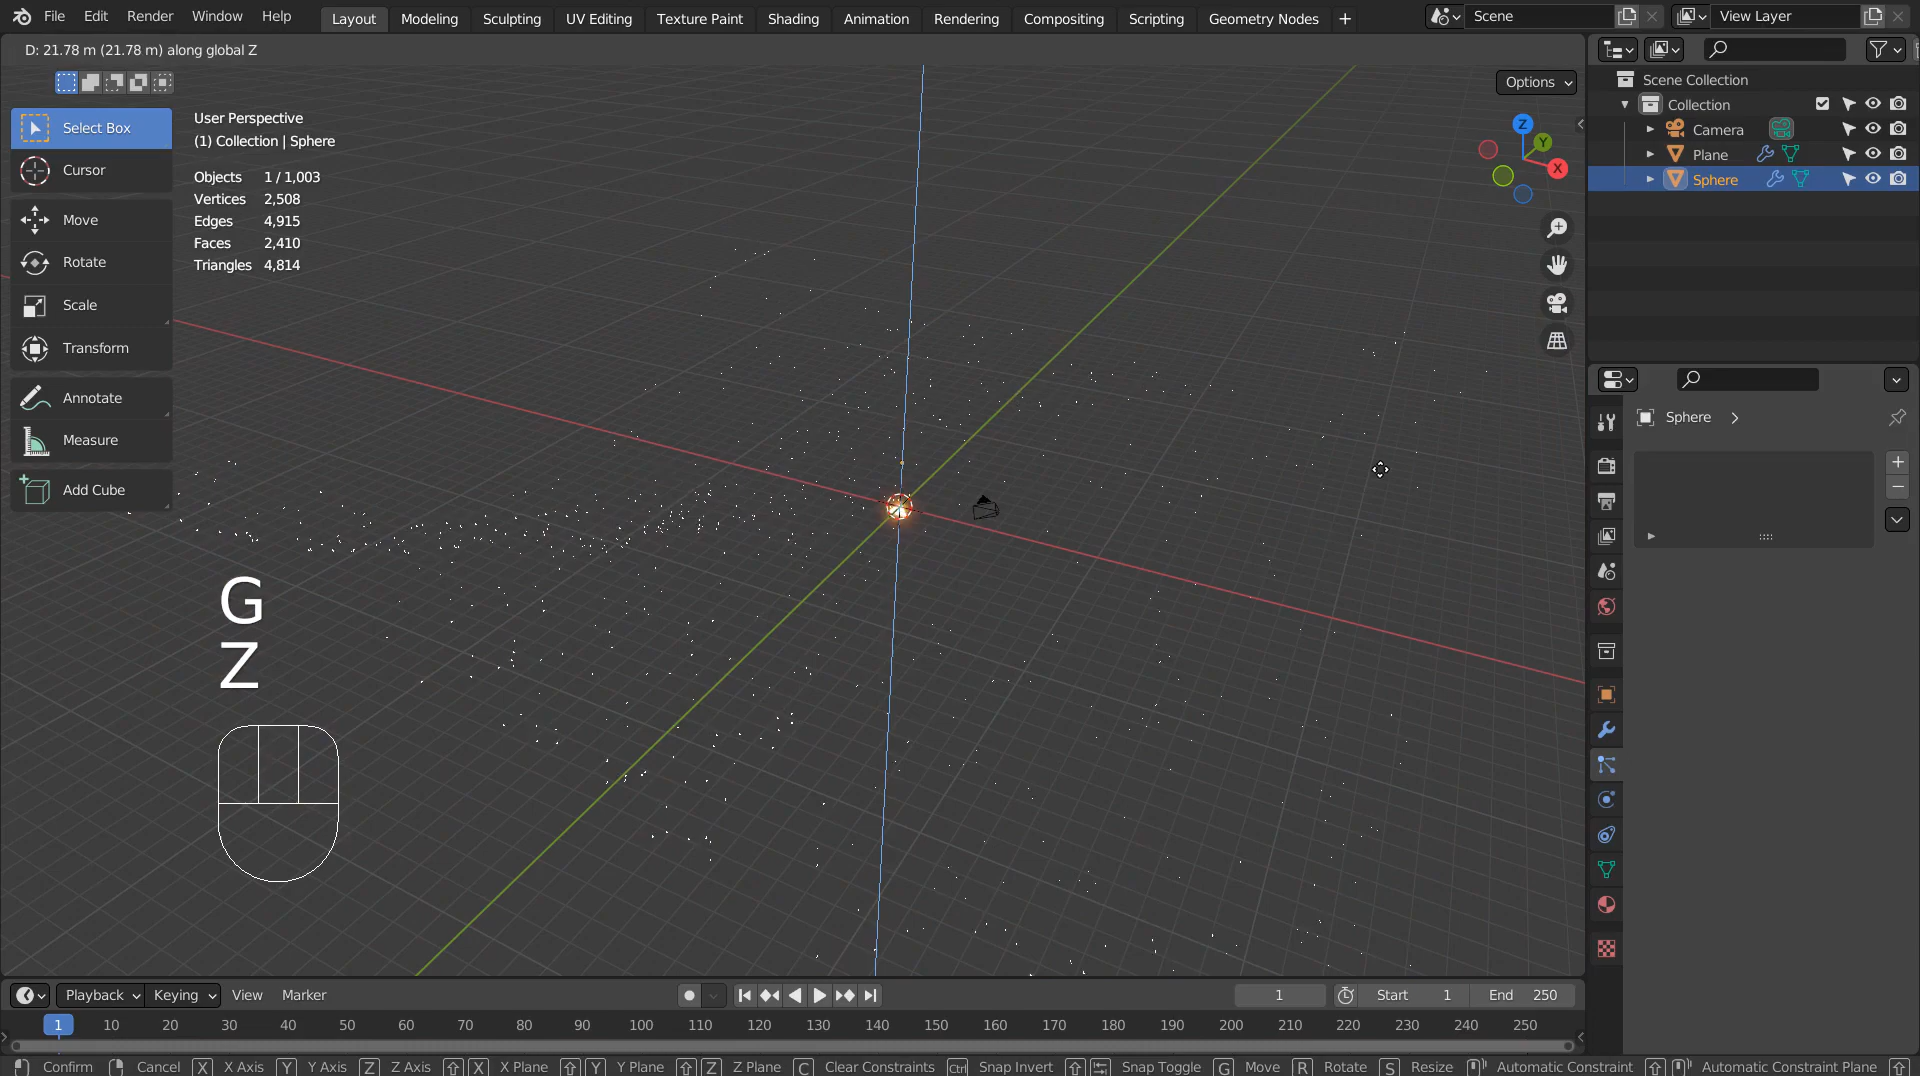 File Edit Render Window Help Layout Modeling Sculpting UV Editing Texture Paint Shading Animation Rendering Compositing Scripting Geometry Nodes + Scene View Layer
D: 21.78 m (21.78 m) along global Z
Options
Select Box
Cursor
Move
Rotate
Scale
Transform
Annotate
Measure
Add Cube
User Perspective
(1) Collection | Sphere
Objects 1 / 1,003
Vertices 2,508
Edges 4,915
Faces 2,410
Triangles 4,814
Z
Y
X
G
Z
Scene Collection
Collection
Camera
Plane
Sphere
Sphere
Playback Keying View Marker 1 Start 1 End 250
1 10 20 30 40 50 60 70 80 90 100 110 120 130 140 150 160 170 180 190 200 210 220 230 240 250
Confirm Cancel X X Axis Y Y Axis Z Z Axis X X Plane Y Y Plane Z Z Plane C Clear Constraints Ctrl Snap Invert Snap Toggle G Move R Rotate S Resize Automatic Constraint Automatic Constraint Plane